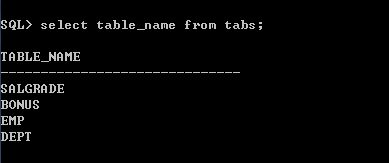 SQL> select table_name from tabs;
TABLE_NAME
------------------------------
SALGRADE
BONUS
EMP
DEPT